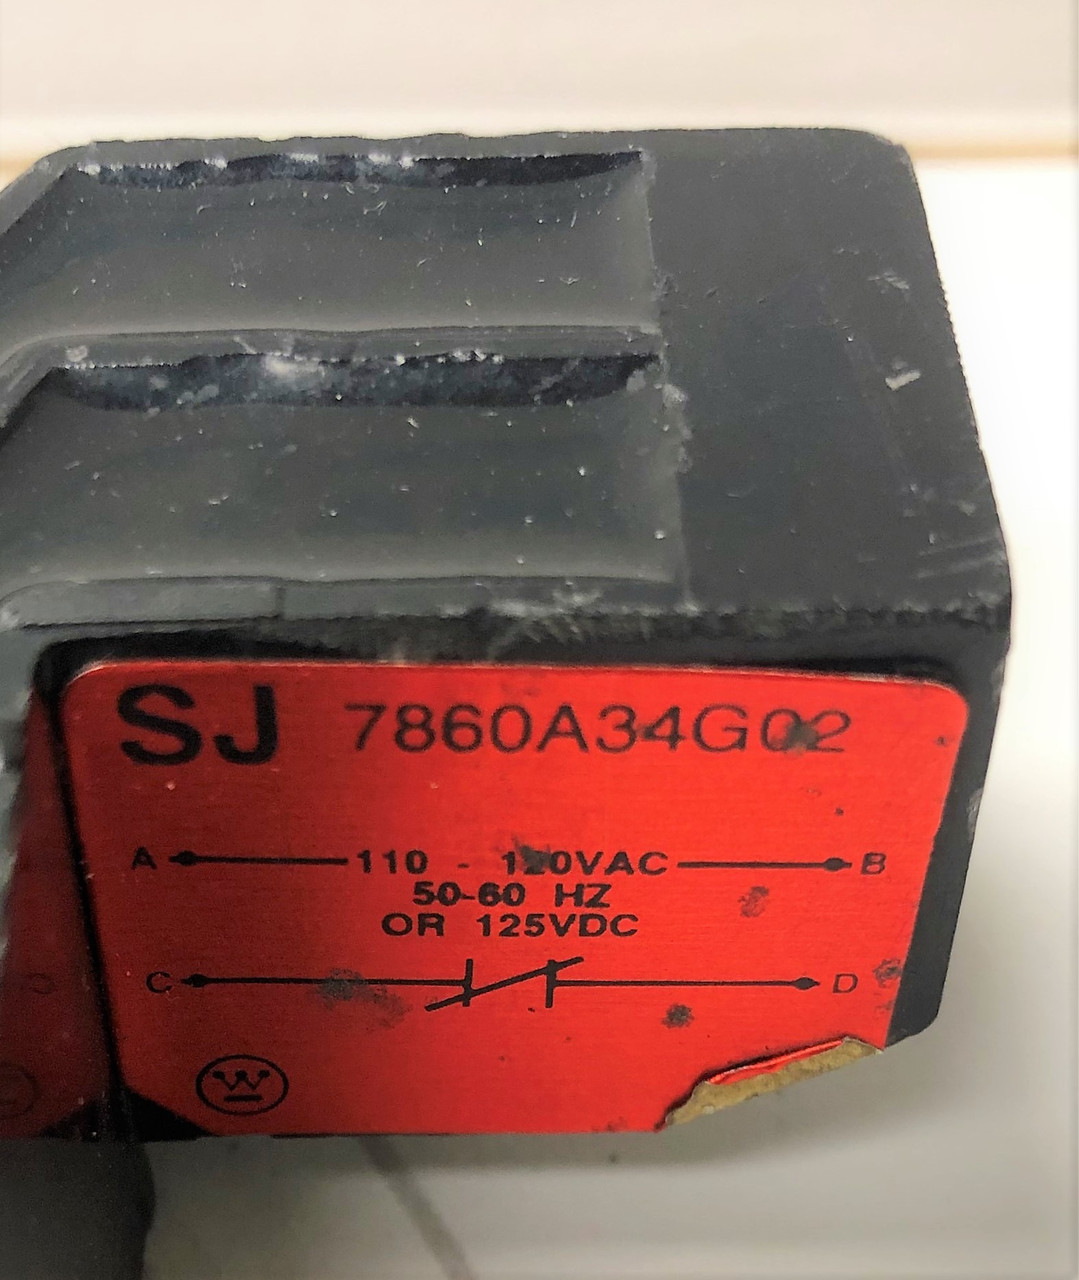 SJ 7860A34G02
A 110 - 120VAC B
50-60 HZ
OR 125VDC
C D
W